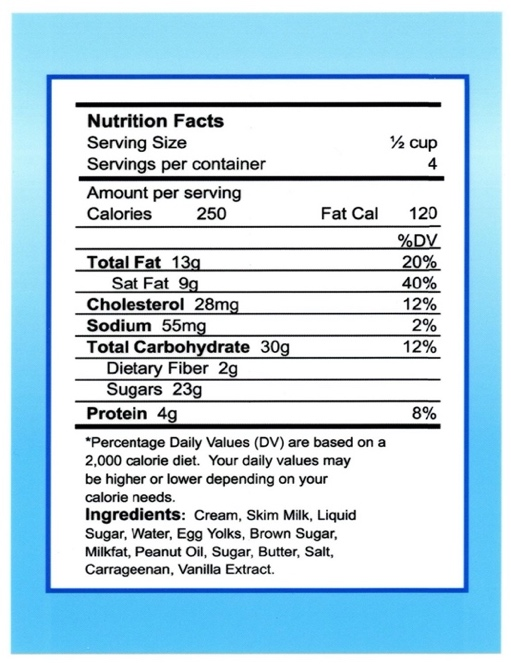 Nutrition Facts
Serving Size ½ cup
Servings per container 4
Amount per serving
Calories 250 Fat Cal 120
%DV
Total Fat 13g 20%
Sat Fat 9g 40%
Cholesterol 28mg 12%
Sodium 55mg 2%
Total Carbohydrate 30g 12%
Dietary Fiber 2g
Sugars 23g
Protein 4g 8%
*Percentage Daily Values (DV) are based on a
2,000 calorie diet. Your daily values may
be higher or lower depending on your
calorie needs.
Ingredients: Cream, Skim Milk, Liquid
Sugar, Water, Egg Yolks, Brown Sugar,
Milkfat, Peanut Oil, Sugar, Butter, Salt,
Carrageenan, Vanilla Extract.